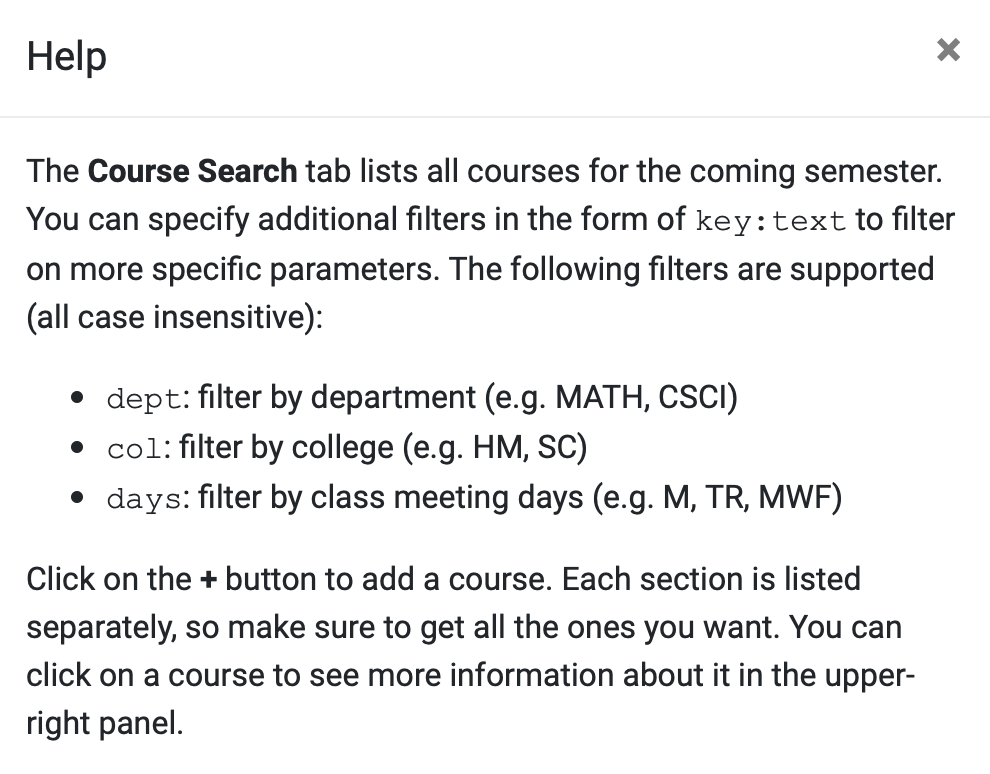 Help
The Course Search tab lists all courses for the coming semester.
You can specify additional filters in the form of key:text to filter
on more specific parameters. The following filters are supported
(all case insensitive):
• dept: filter by department (e.g. MATH, CSCI)
• col: filter by college (e.g. HM, SC)
• days: filter by class meeting days (e.g. M, TR, MWF)
Click on the + button to add a course. Each section is listed
separately, so make sure to get all the ones you want. You can
click on a course to see more information about it in the upper-
right panel.